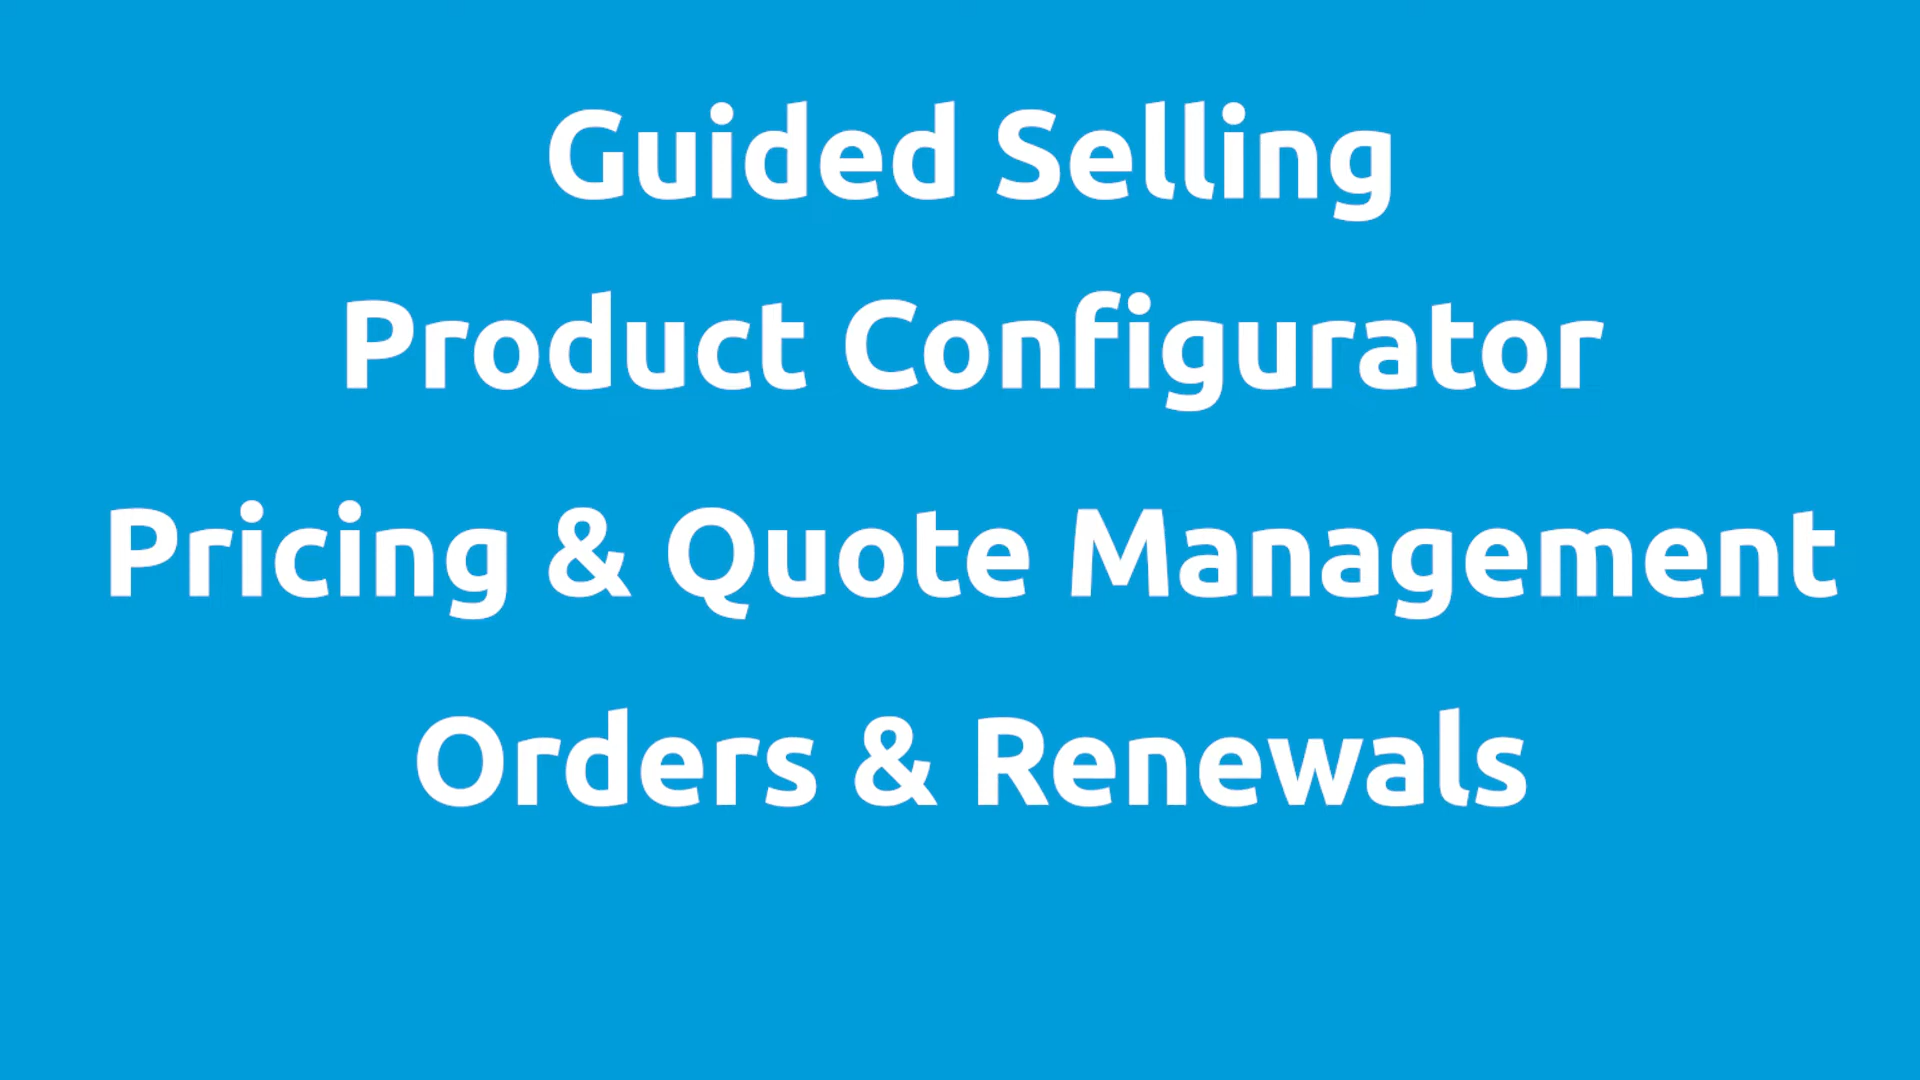 Guided Selling
Product Configurator
Pricing & Quote Management
Orders & Renewals